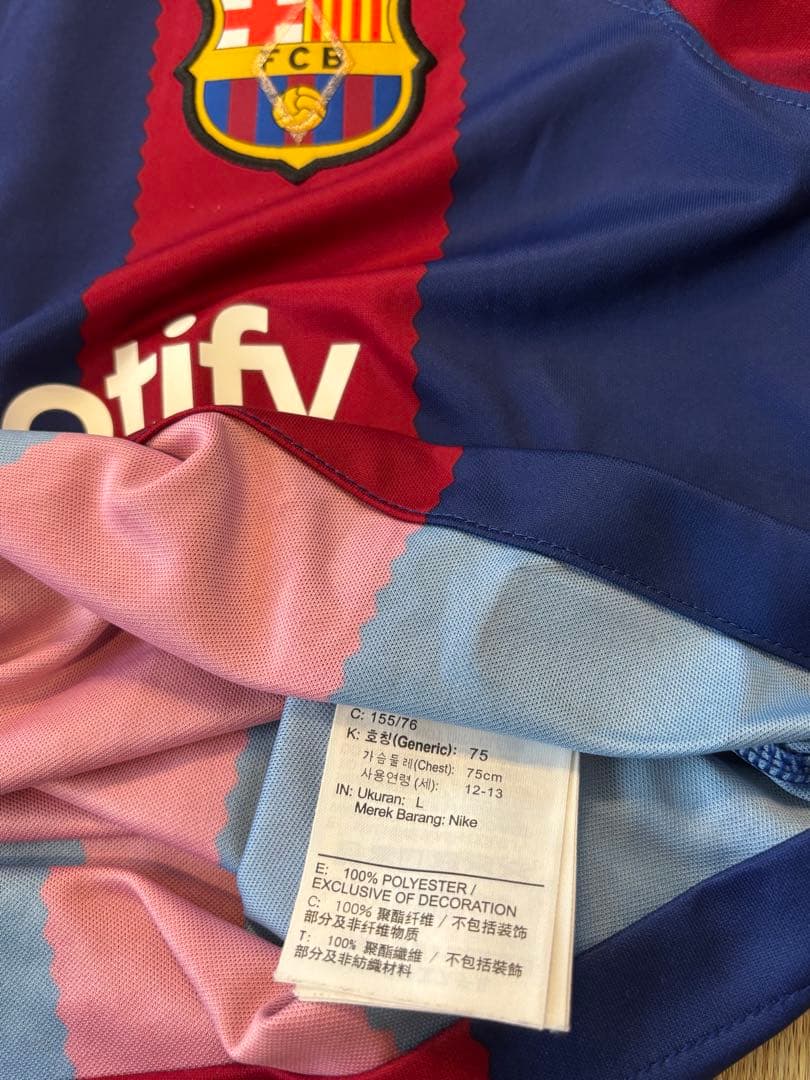 FCB
otify
C: 155/76
K: 호칭(Generic): 75
가슴둘레(Chest): 75cm
사용연령 (세): 12-13
IN: Ukuran: L
Merek Barang: Nike
E: 100% POLYESTER /
EXCLUSIVE OF DECORATION
C: 100% 聚酯纤维 / 不包括装饰
部分及非纤维物质
T: 100% 聚酯纖維 / 不包括裝飾
部分及非紡織材料